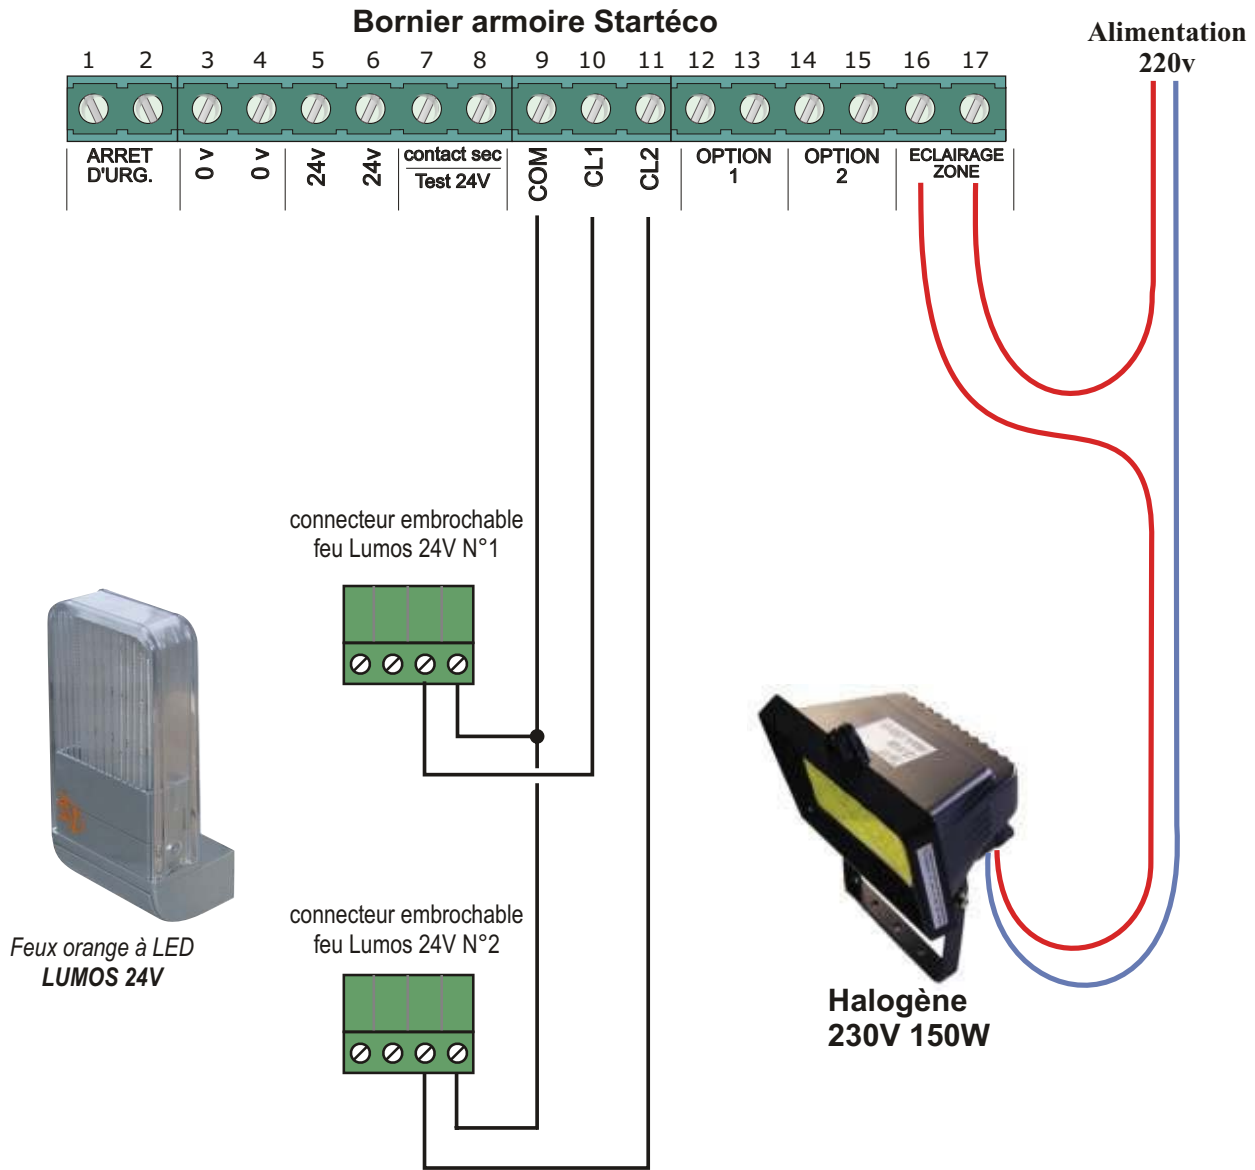 Bornier armoire Startéco
Alimentation
220v
1 2 3 4 5 6 7 8 9 10 11 12 13 14 15 16 17
ARRET
D'URG.
0 v
0 v
24v
24v
contact sec
Test 24V
COM
CL1
CL2
OPTION
1
OPTION
2
ECLAIRAGE
ZONE
connecteur embrochable
feu Lumos 24V N°1
Feux orange à LED
LUMOS 24V
connecteur embrochable
feu Lumos 24V N°2
Halogène
230V 150W